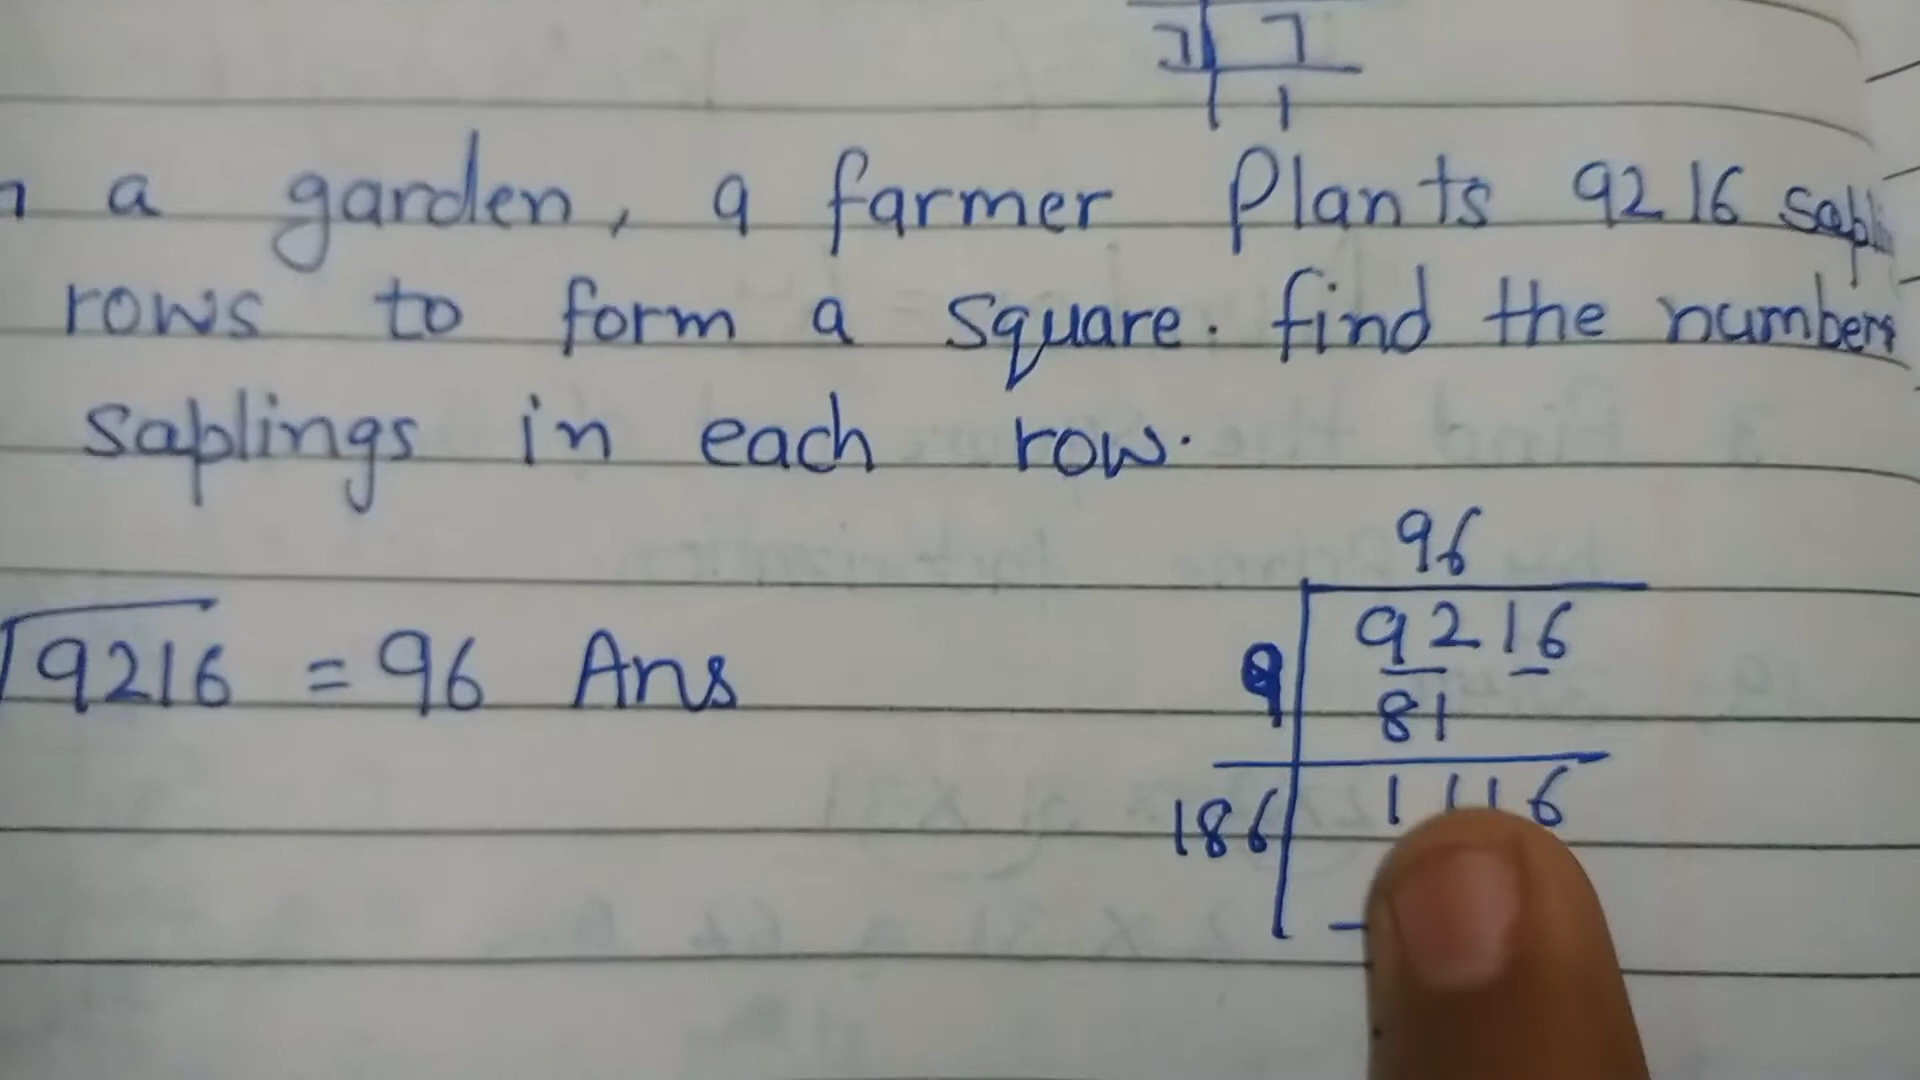 7 7
1
a garden, a farmer Plants 9216
rows to form a square. find the numbers
saplings in each row.
96
√9216 = 96 Ans
9 9216
81
186 1116